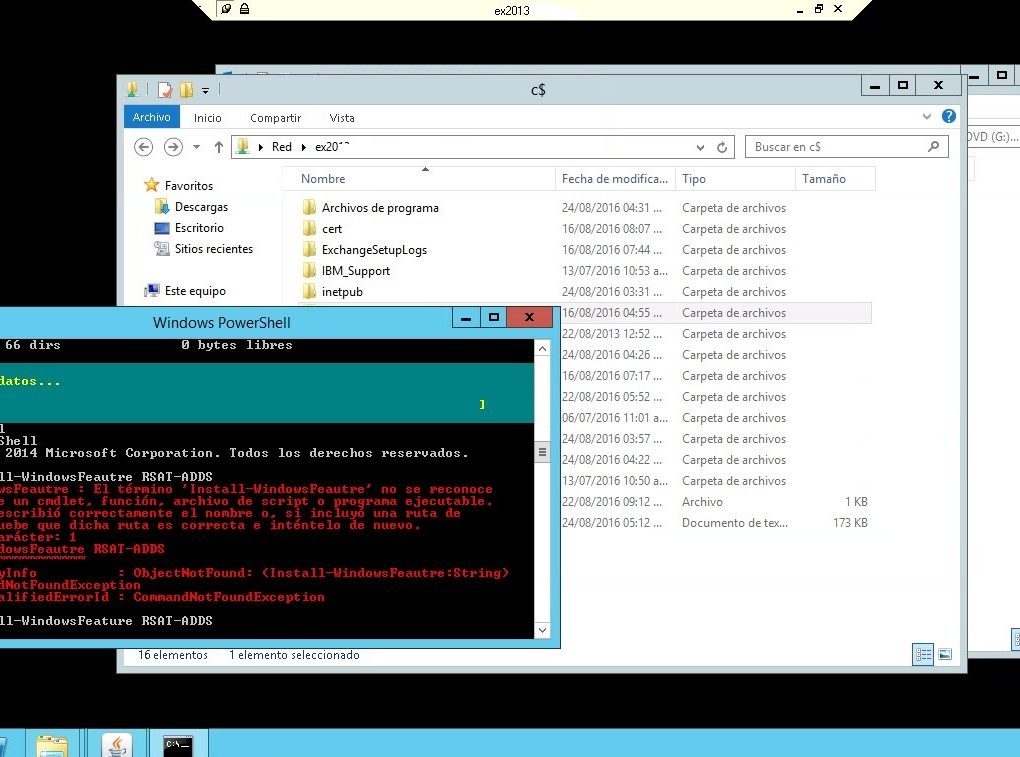 ex2013
c$
Archivo Inicio Compartir Vista
Red ex201
Buscar en c$
DVD (G:)...
Nombre Fecha de modifica... Tipo Tamaño
Favoritos
Descargas
Escritorio
Sitios recientes
Este equipo
Archivos de programa 24/08/2016 04:31 ... Carpeta de archivos
cert 16/08/2016 08:07 ... Carpeta de archivos
ExchangeSetupLogs 16/08/2016 07:44 ... Carpeta de archivos
IBM_Support 13/07/2016 10:53 a... Carpeta de archivos
inetpub 24/08/2016 03:31 ... Carpeta de archivos
16/08/2016 04:55 ... Carpeta de archivos
22/08/2013 12:52 ... Carpeta de archivos
24/08/2016 04:26 ... Carpeta de archivos
16/08/2016 07:17 ... Carpeta de archivos
22/08/2016 05:52 ... Carpeta de archivos
06/07/2016 11:01 a... Carpeta de archivos
24/08/2016 03:57 ... Carpeta de archivos
24/08/2016 04:22 ... Carpeta de archivos
13/07/2016 10:50 a... Carpeta de archivos
22/08/2016 09:12 ... Archivo 1 KB
24/08/2016 05:12 ... Documento de tex... 173 KB
Windows PowerShell
66 dirs 0 bytes libres
datos...
]
l
Shell
2014 Microsoft Corporation. Todos los derechos reservados.
ll-WindowsFeautre RSAT-ADDS
wsFeautre : El término 'Install-WindowsFeautre' no se reconoce
e un cmdlet, función, archivo de script o programa ejecutable.
escribió correctamente el nombre o, si incluyó una ruta de
uebe que dicha ruta es correcta e inténtelo de nuevo.
arácter: 1
dowsFeautre RSAT-ADDS
~~~~~~~~~~~
yInfo : ObjectNotFound: (Install-WindowsFeautre:String)
dNotFoundException
alifiedErrorId : CommandNotFoundException
ll-WindowsFeature RSAT-ADDS
16 elementos 1 elemento seleccionado
C:\